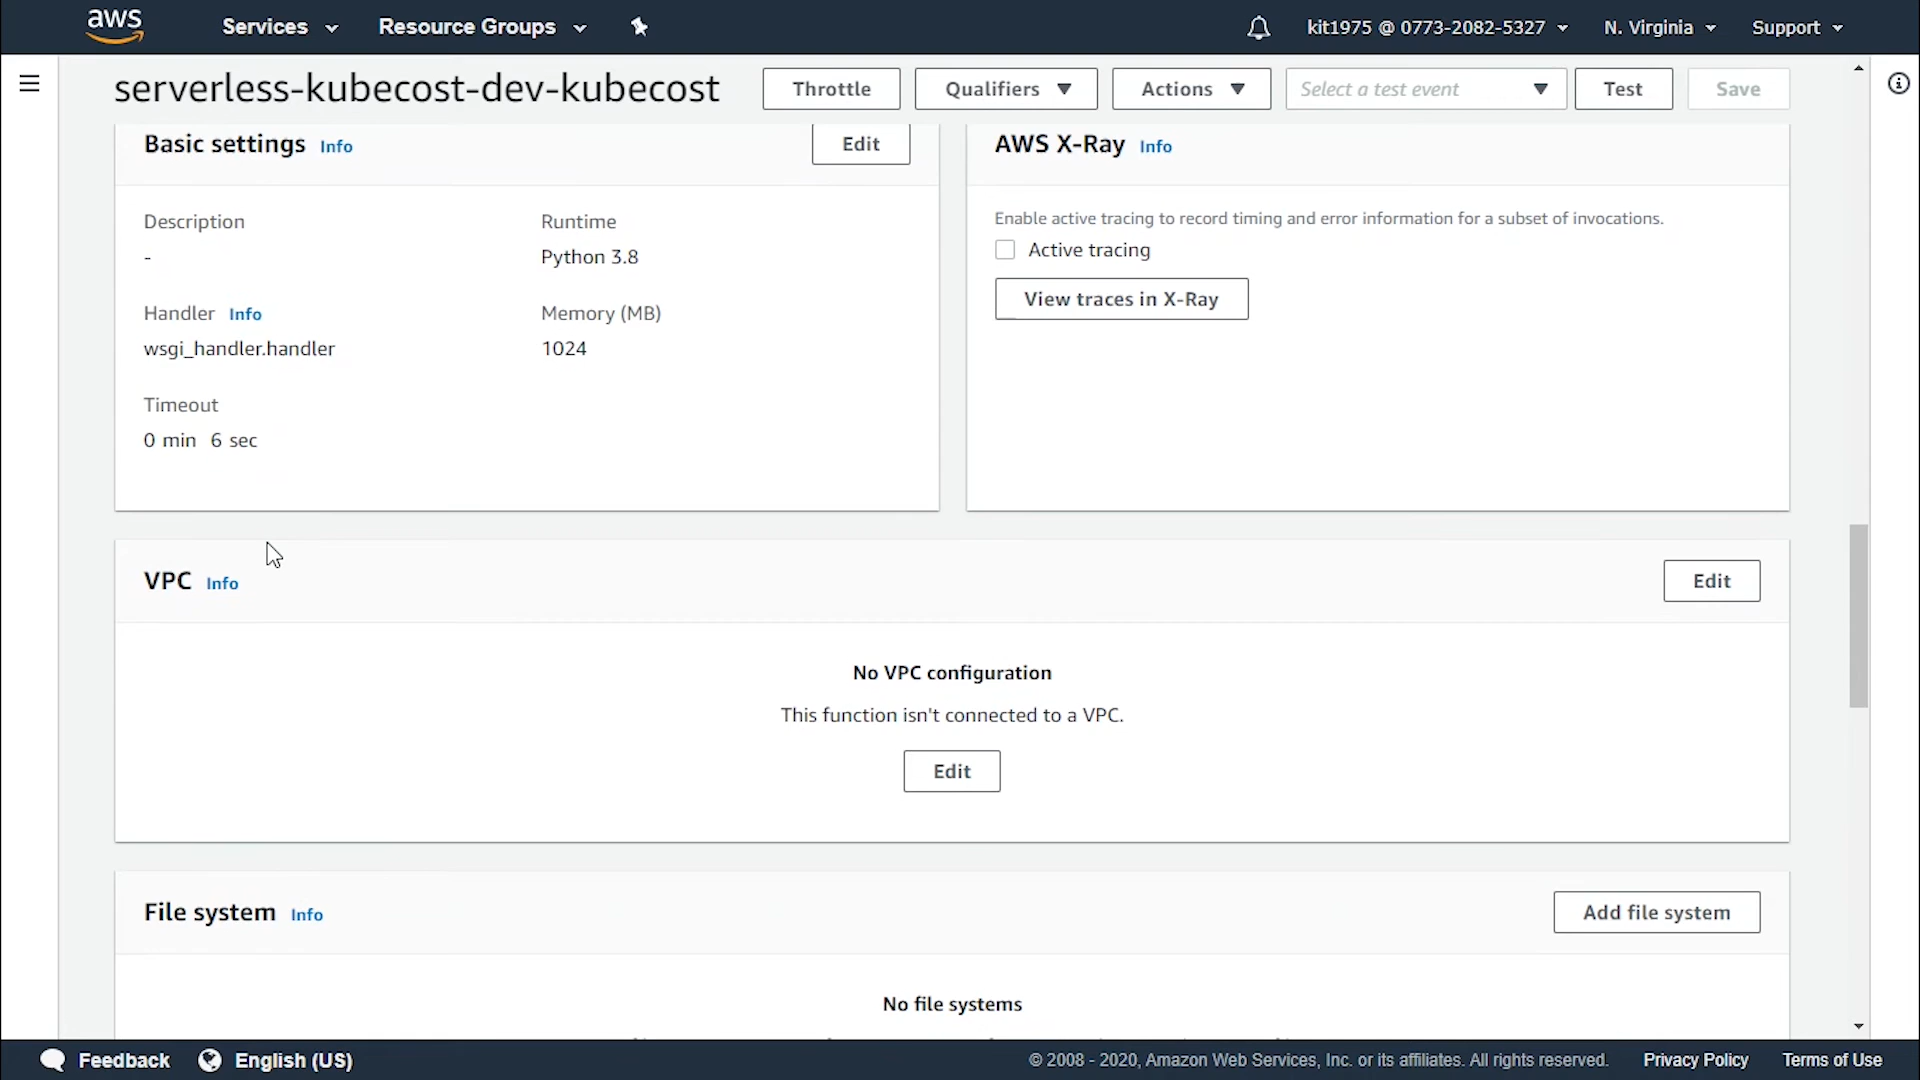 aws Services Resource Groups kit1975 @ 0773-2082-5327 N. Virginia Support
serverless-kubecost-dev-kubecost Throttle Qualifiers Actions Select a test event Test Save
Basic settings Info Edit
Description
-
Runtime
Python 3.8
Handler Info
wsgi_handler.handler
Memory (MB)
1024
Timeout
0 min 6 sec
AWS X-Ray Info
Enable active tracing to record timing and error information for a subset of invocations.
Active tracing
View traces in X-Ray
VPC Info Edit
No VPC configuration
This function isn't connected to a VPC.
Edit
File system Info Add file system
No file systems
Feedback English (US) © 2008 - 2020, Amazon Web Services, Inc. or its affiliates. All rights reserved. Privacy Policy Terms of Use